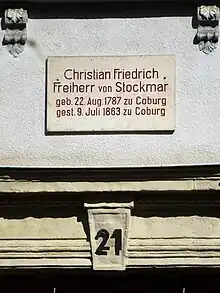 Christian Friedrich
Freiherr von Stockmar
geb. 22. Aug. 1787 zu Coburg
gest. 9. Juli 1863 zu Coburg
21